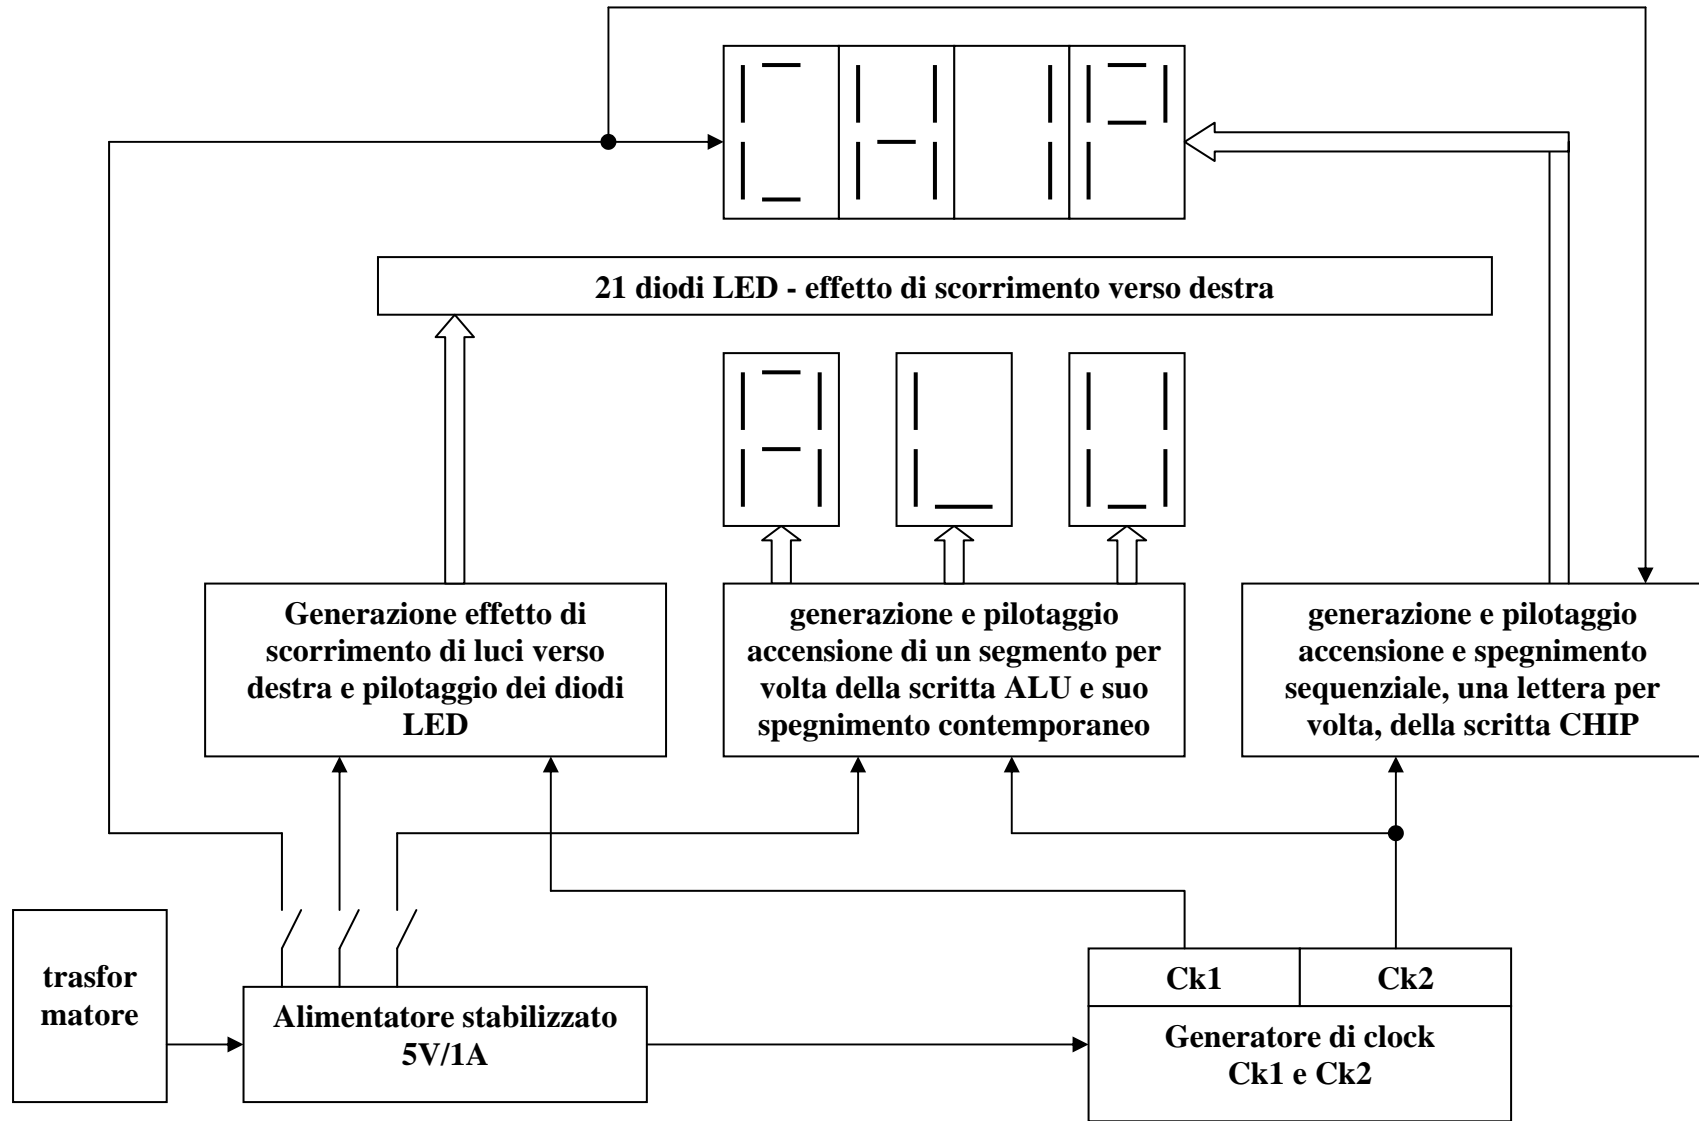 CHIP
21 diodi LED - effetto di scorrimento verso destra
ALU
Generazione effetto di
scorrimento di luci verso
destra e pilotaggio dei diodi
LED
generazione e pilotaggio
accensione di un segmento per
volta della scritta ALU e suo
spegnimento contemporaneo
generazione e pilotaggio
accensione e spegnimento
sequenziale, una lettera per
volta, della scritta CHIP
trasfor
matore
Alimentatore stabilizzato
5V/1A
Ck1
Ck2
Generatore di clock
Ck1 e Ck2